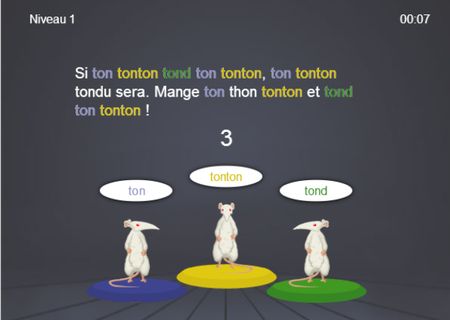 Niveau 1 00:07
Si ton tonton tond ton tonton, ton tonton
tondu sera. Mange ton thon tonton et tond
ton tonton !
3
ton tonton tond